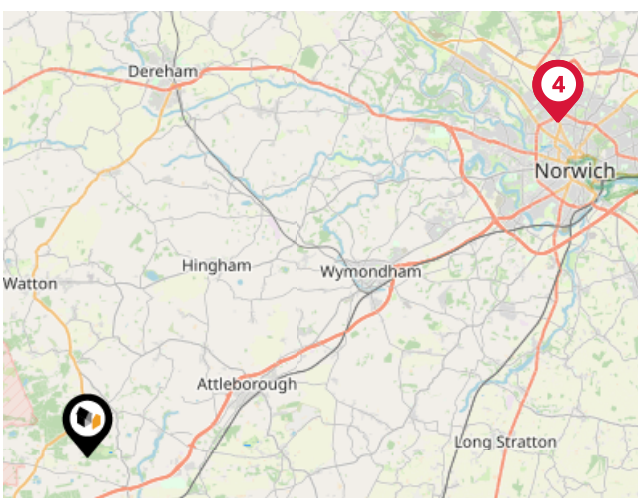 Dereham
4
Norwich
Hingham
Wymondham
Watton
Attleborough
Long Stratton